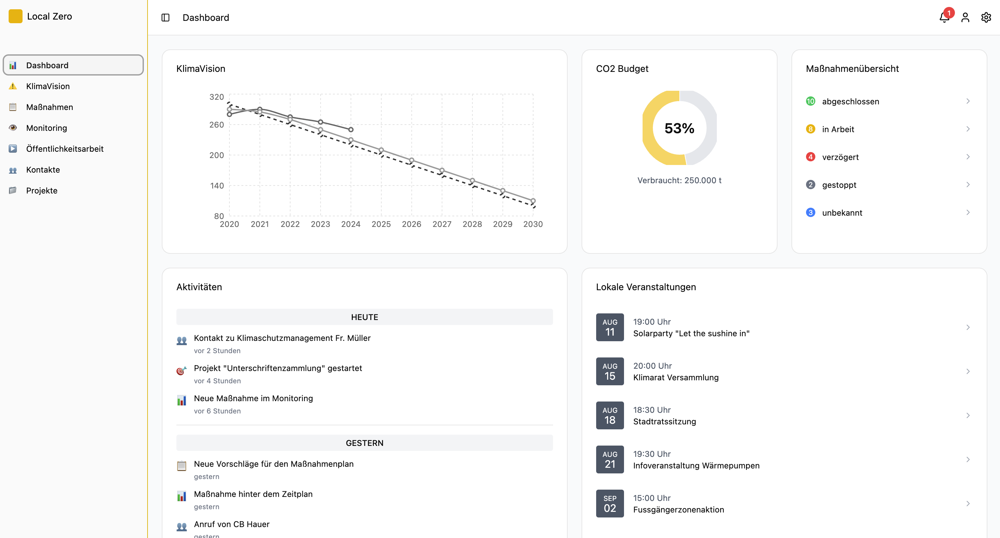 Local Zero
Dashboard
KlimaVision
Maßnahmen
Monitoring
Öffentlichkeitsarbeit
Kontakte
Projekte
Dashboard
1
KlimaVision
320
260
200
140
80
2020 2021 2022 2023 2024 2025 2026 2027 2028 2029 2030
CO2 Budget
53%
Verbraucht: 250.000 t
Maßnahmenübersicht
10 abgeschlossen
8 in Arbeit
4 verzögert
2 gestoppt
3 unbekannt
Aktivitäten
HEUTE
Kontakt zu Klimaschutzmanagement Fr. Müller
vor 2 Stunden
Projekt "Unterschriftenzammlung" gestartet
vor 4 Stunden
Neue Maßnahme im Monitoring
vor 6 Stunden
GESTERN
Neue Vorschläge für den Maßnahmenplan
gestern
Maßnahme hinter dem Zeitplan
gestern
Anruf von CB Hauer
gestern
Lokale Veranstaltungen
AUG
11
19:00 Uhr
Solarparty "Let the sushine in"
AUG
15
20:00 Uhr
Klimarat Versammlung
AUG
18
18:30 Uhr
Stadtratssitzung
AUG
21
19:30 Uhr
Infoveranstaltung Wärmepumpen
SEP
02
15:00 Uhr
Fussgängerzonenaktion